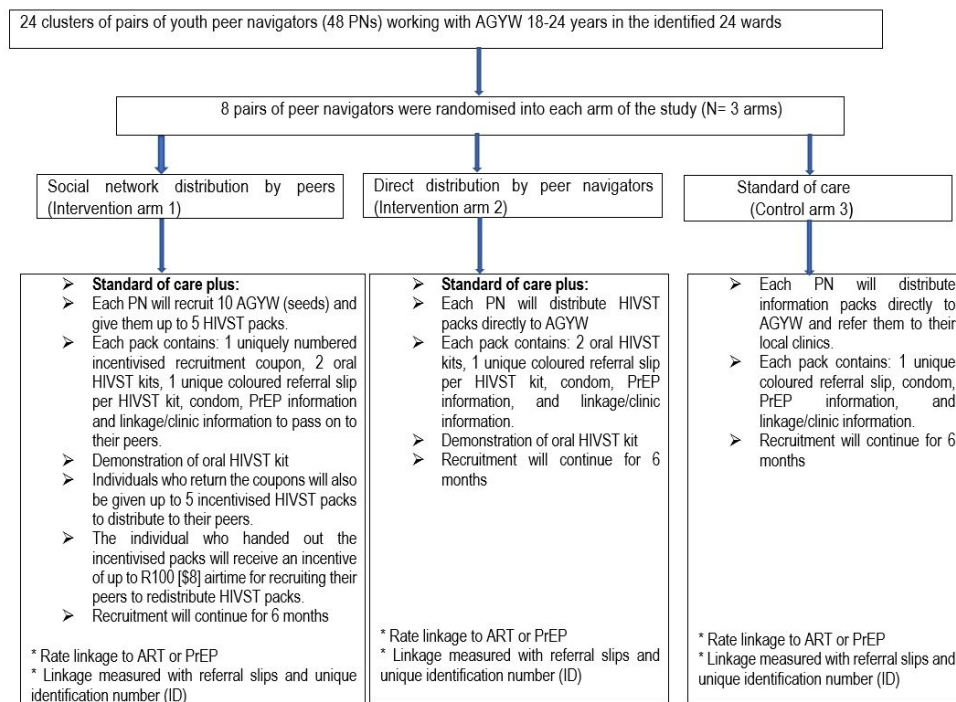 24 clusters of pairs of youth peer navigators (48 PNs) working with AGYW 18-24 years in the identified 24 wards
8 pairs of peer navigators were randomised into each arm of the study (N= 3 arms)
Social network distribution by peers
(Intervention arm 1)
Direct distribution by peer navigators
(Intervention arm 2)
Standard of care
(Control arm 3)
➢ Standard of care plus:
➢ Each PN will recruit 10 AGYW (seeds) and
give them up to 5 HIVST packs.
➢ Each pack contains: 1 uniquely numbered
incentivised recruitment coupon, 2 oral
HIVST kits, 1 unique coloured referral slip
per HIVST kit, condom, PrEP information
and linkage/clinic information to pass on to
their peers.
➢ Demonstration of oral HIVST kit
➢ Individuals who return the coupons will also
be given up to 5 incentivised HIVST packs
to distribute to their peers.
➢ The individual who handed out the
incentivised packs will receive an incentive
of up to R100 [$8] airtime for recruiting their
peers to redistribute HIVST packs.
➢ Recruitment will continue for 6 months
* Rate linkage to ART or PrEP
* Linkage measured with referral slips and unique
identification number (ID)
➢ Standard of care plus:
➢ Each PN will distribute HIVST
packs directly to AGYW
➢ Each pack contains: 2 oral HIVST
kits, 1 unique coloured referral slip
per HIVST kit, condom, PrEP
information, and linkage/clinic
information.
➢ Demonstration of oral HIVST kit
➢ Recruitment will continue for 6
months
* Rate linkage to ART or PrEP
* Linkage measured with referral slips and
unique identification number (ID)
➢ Each PN will distribute
information packs directly to
AGYW and refer them to their
local clinics.
➢ Each pack contains: 1 unique
coloured referral slip, condom,
PrEP information, and
linkage/clinic information.
➢ Recruitment will continue for 6
months
* Rate linkage to ART or PrEP
* Linkage measured with referral slips and
unique identification number (ID)